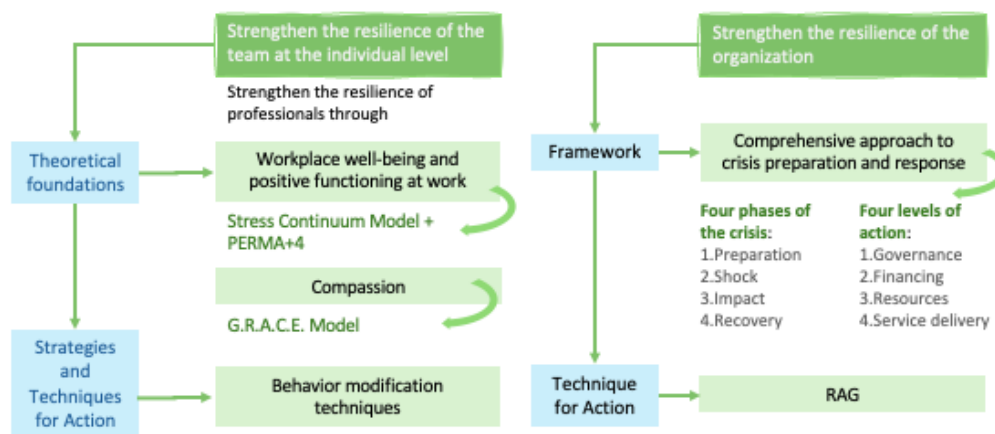 Strengthen the resilience of the
team at the individual level
Strengthen the resilience of
professionals through
Theoretical
foundations
Workplace well-being and
positive functioning at work
Stress Continuum Model +
PERMA+4
Compassion
G.R.A.C.E. Model
Strategies
and
Techniques
for Action
Behavior modification
techniques
Strengthen the resilience of the
organization
Framework
Comprehensive approach to
crisis preparation and response
Four phases of
the crisis:
1.Preparation
2.Shock
3.Impact
4.Recovery
Four levels of
action:
1.Governance
2.Financing
3.Resources
4.Service delivery
Technique
for Action
RAG